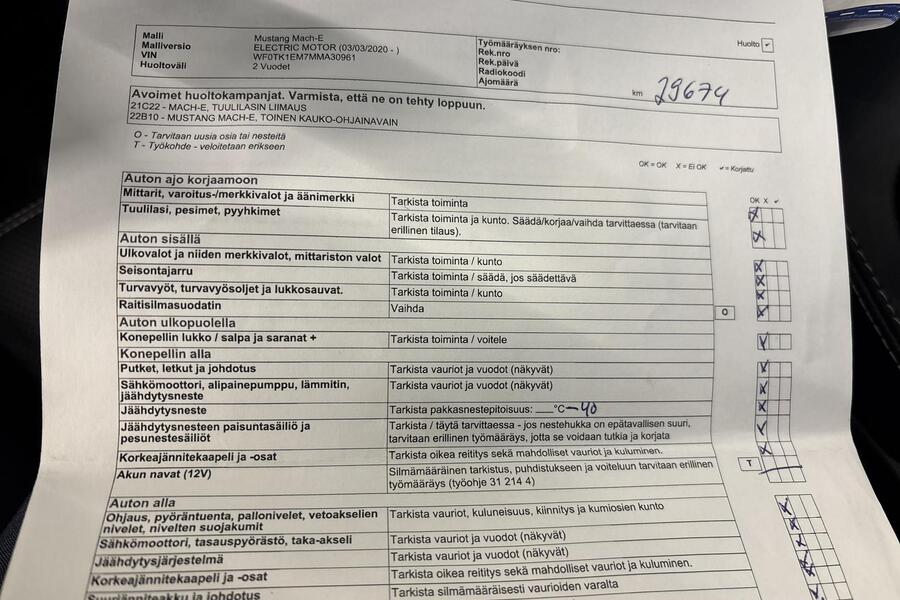 Malli Mustang Mach-E
Malliversio ELECTRIC MOTOR (03/03/2020 - )
VIN WF0TK1EM7MMA30961
Huoltoväli 2 Vuodet
Työmääräyksen nro:
Rek.nro
Rek.päivä
Radiokoodi
Ajomäärä km 29674
Huolto ✓
Avoimet huoltokampanjat. Varmista, että ne on tehty loppuun.
21C22 - MACH-E, TUULILASIN LIIMAUS
22B10 - MUSTANG MACH-E, TOINEN KAUKO-OHJAINAVAIN
O - Tarvitaan uusia osia tai nesteitä
T - Työkohde - veloitetaan erikseen
OK = OK X = Ei OK ✓= Korjattu
Auton ajo korjaamoon OK X ✓
Mittarit, varoitus-/merkkivalot ja äänimerkki Tarkista toiminta X
Tuulilasi, pesimet, pyyhkimet Tarkista toiminta ja kunto. Säädä/korjaa/vaihda tarvittaessa (tarvitaan
erillinen tilaus). X
Auton sisällä
Ulkovalot ja niiden merkkivalot, mittariston valot Tarkista toiminta / kunto X
Seisontajarru Tarkista toiminta / säädä, jos säädettävä X
Turvavyöt, turvavyösoljet ja lukkosauvat. Tarkista toiminta / kunto X
Raitisilmasuodatin Vaihda O X
Auton ulkopuolella
Konepellin lukko / salpa ja saranat + Tarkista toiminta / voitele X
Konepellin alla
Putket, letkut ja johdotus Tarkista vauriot ja vuodot (näkyvät) X
Sähkömoottori, alipainepumppu, lämmitin,
jäähdytysneste Tarkista vauriot ja vuodot (näkyvät) X
Jäähdytysneste Tarkista pakkasnestepitoisuus: ___°C -40 X
Jäähdytysnesteen paisuntasäiliö ja
pesunestesäiliöt Tarkista / täytä tarvittaessa - jos nestehukka on epätavallisen suuri,
tarvitaan erillinen työmääräys, jotta se voidaan tutkia ja korjata X
Korkeajännitekaapeli ja -osat Tarkista oikea reititys sekä mahdolliset vauriot ja kuluminen. X
Akun navat (12V) Silmämääräinen tarkistus, puhdistukseen ja voiteluun tarvitaan erillinen
työmääräys (työohje 31 214 4) T
Auton alla
Ohjaus, pyöräntuenta, pallonivelet, vetoakselien
nivelet, nivelten suojakumit Tarkista vauriot, kuluneisuus, kiinnitys ja kumiosien kunto X
Sähkömoottori, tasauspyörästö, taka-akseli Tarkista vauriot ja vuodot (näkyvät) X
Jäähdytysjärjestelmä Tarkista vauriot ja vuodot (näkyvät) X
Korkeajännitekaapeli ja -osat Tarkista oikea reititys sekä mahdolliset vauriot ja kuluminen. X
Suurjänniteakku ja johdotus Tarkista silmämääräisesti vaurioiden varalta X